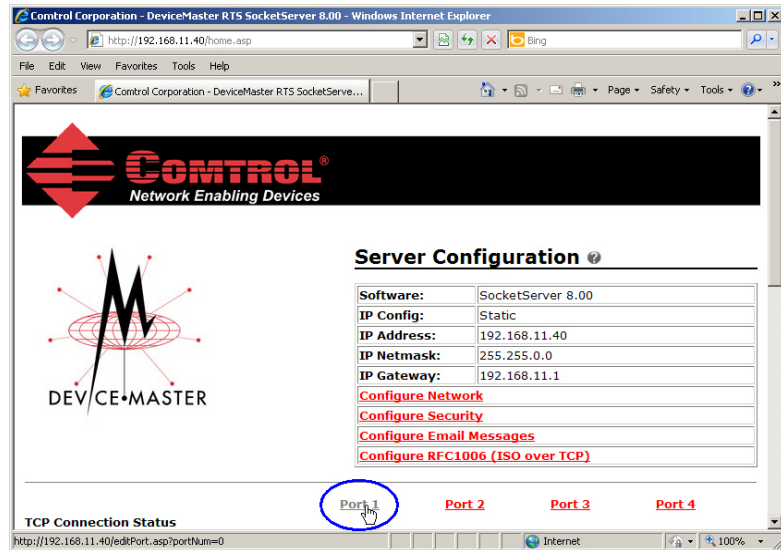 Comtrol Corporation - DeviceMaster RTS SocketServer 8.00 - Windows Internet Explorer
http://192.168.11.40/home.asp
Bing
File Edit View Favorites Tools Help
Favorites
Comtrol Corporation - DeviceMaster RTS SocketServe...
Page Safety Tools »
COMTROL®
Network Enabling Devices
DEVICE•MASTER
Server Configuration ?
Software: SocketServer 8.00
IP Config: Static
IP Address: 192.168.11.40
IP Netmask: 255.255.0.0
IP Gateway: 192.168.11.1
Configure Network
Configure Security
Configure Email Messages
Configure RFC1006 (ISO over TCP)
Port 1 Port 2 Port 3 Port 4
TCP Connection Status
http://192.168.11.40/editPort.asp?portNum=0
Internet
100%